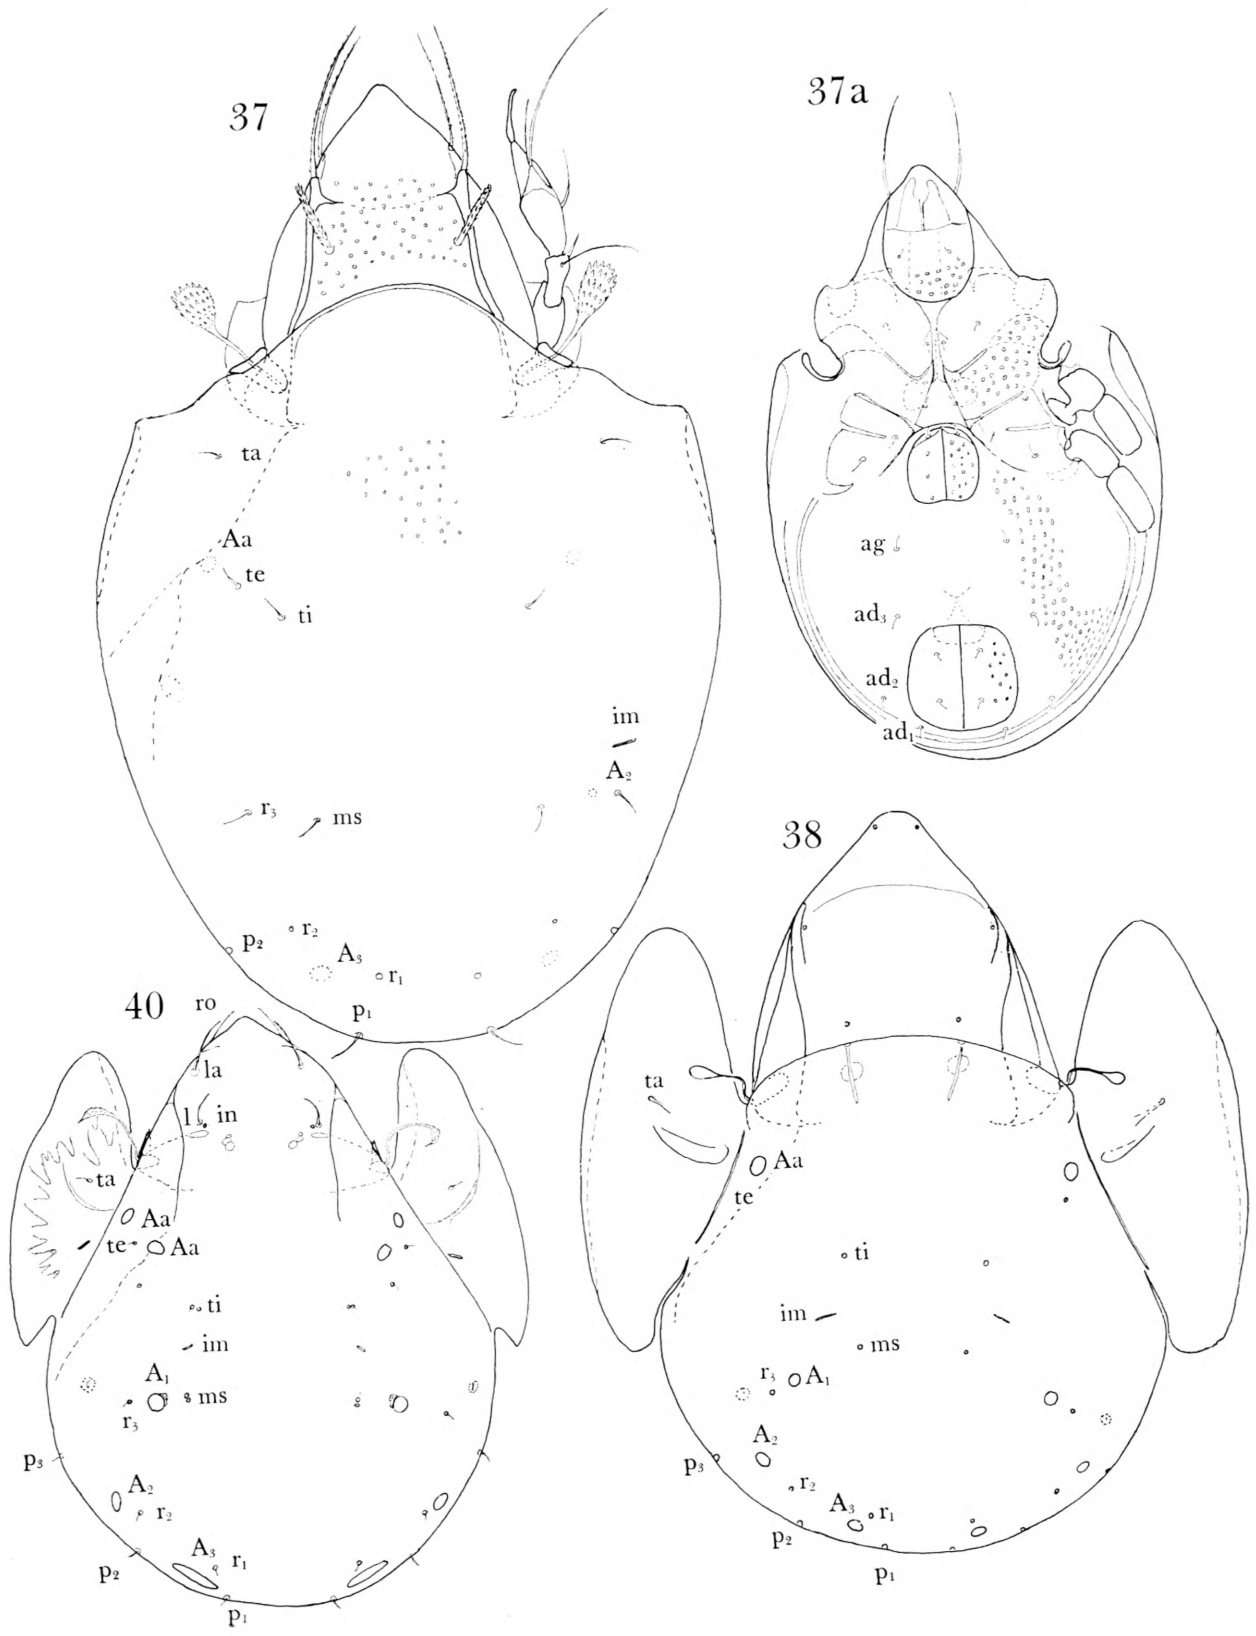 37
37a
ta
Aa
te
ti
im
A₂
r₃
ms
p₂
r₂
A₃
r₁
p₁
ag
ad₃
ad₂
ad₁
40
ro
la
l
in
ta
Aa
te
Aa
ti
im
A₁
ms
r₃
p₃
A₂
r₂
A₃
r₁
p₂
p₁
38
ta
Aa
te
ti
im
ms
r₃
A₁
A₂
p₃
r₂
A₃
r₁
p₂
p₁